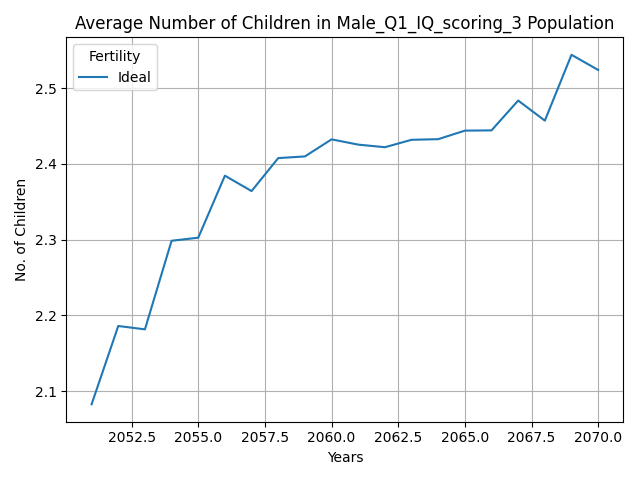 Average Number of Children in Male_Q1_IQ_scoring_3 Population
Fertility
Ideal
No. of Children
2.5
2.4
2.3
2.2
2.1
2052.5 2055.0 2057.5 2060.0 2062.5 2065.0 2067.5 2070.0
Years